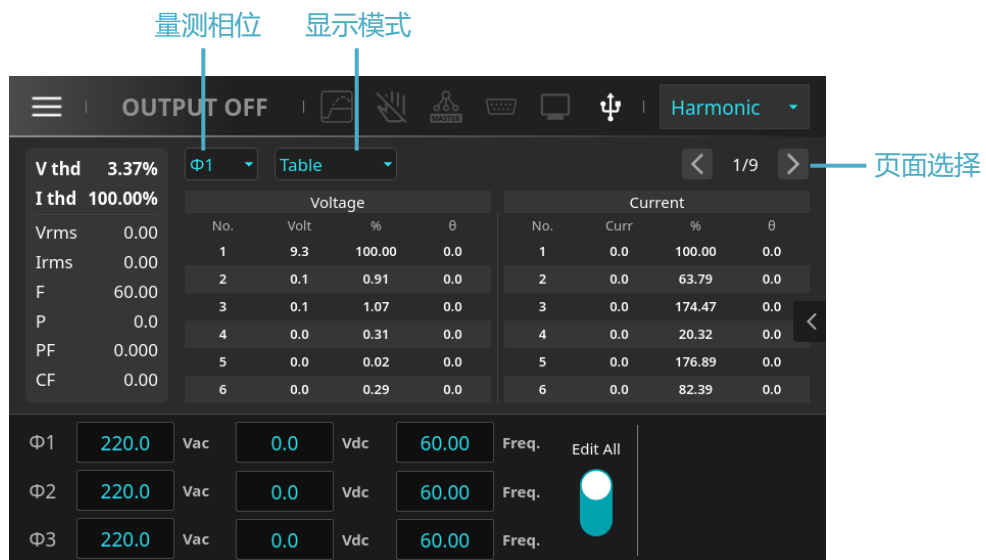 量测相位 显示模式
OUTPUT OFF MASTER Harmonic
V thd 3.37%
I thd 100.00%
Vrms 0.00
Irms 0.00
F 60.00
P 0.0
PF 0.000
CF 0.00
Φ1 Table 1/9 页面选择
Voltage Current
No. Volt % θ No. Curr % θ
1 9.3 100.00 0.0 1 0.0 100.00 0.0
2 0.1 0.91 0.0 2 0.0 63.79 0.0
3 0.1 1.07 0.0 3 0.0 174.47 0.0
4 0.0 0.31 0.0 4 0.0 20.32 0.0
5 0.0 0.02 0.0 5 0.0 176.89 0.0
6 0.0 0.29 0.0 6 0.0 82.39 0.0
Φ1 220.0 Vac 0.0 Vdc 60.00 Freq. Edit All
Φ2 220.0 Vac 0.0 Vdc 60.00 Freq.
Φ3 220.0 Vac 0.0 Vdc 60.00 Freq.